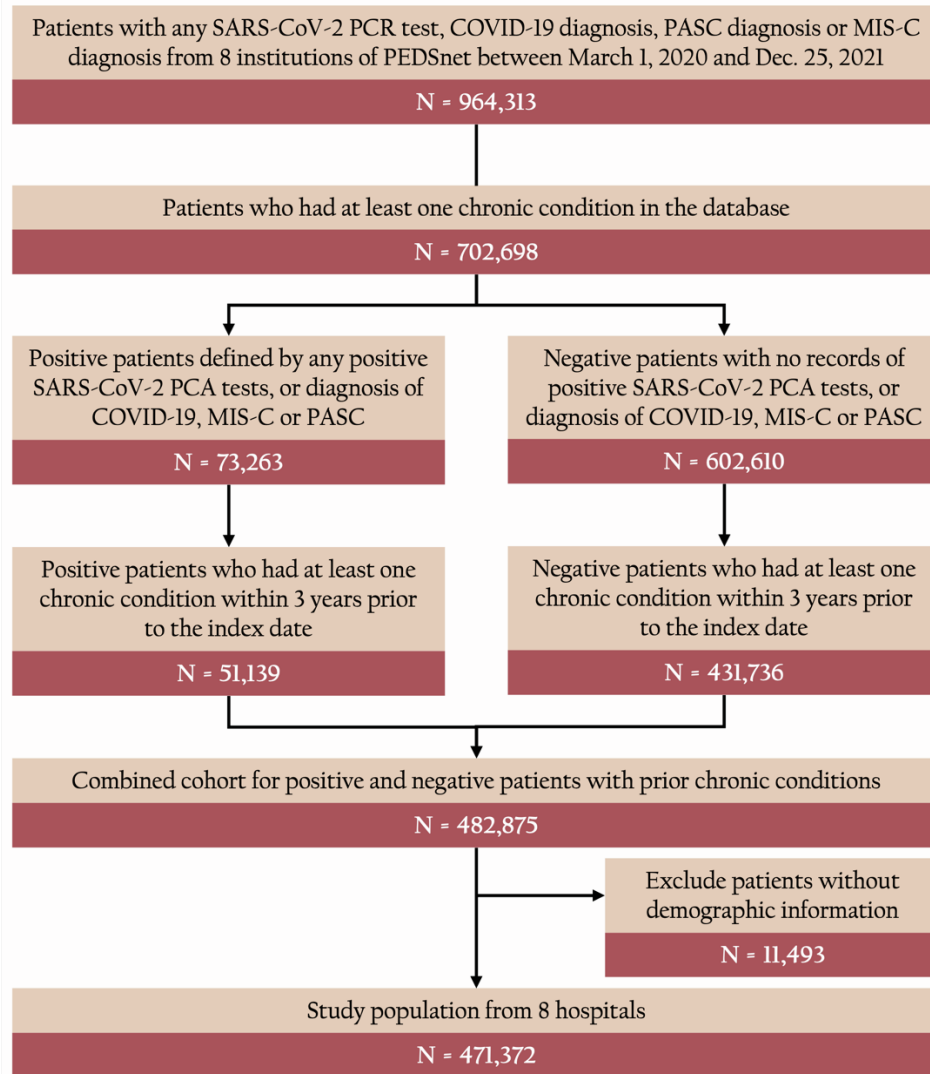 Patients with any SARS-CoV-2 PCR test, COVID-19 diagnosis, PASC diagnosis or MIS-C
diagnosis from 8 institutions of PEDSnet between March 1, 2020 and Dec. 25, 2021
N = 964,313
Patients who had at least one chronic condition in the database
N = 702,698
Positive patients defined by any positive
SARS-CoV-2 PCA tests, or diagnosis of
COVID-19, MIS-C or PASC
N = 73,263
Negative patients with no records of
positive SARS-CoV-2 PCA tests, or
diagnosis of COVID-19, MIS-C or PASC
N = 602,610
Positive patients who had at least one
chronic condition within 3 years prior
to the index date
N = 51,139
Negative patients who had at least one
chronic condition within 3 years prior
to the index date
N = 431,736
Combined cohort for positive and negative patients with prior chronic conditions
N = 482,875
Exclude patients without
demographic information
N = 11,493
Study population from 8 hospitals
N = 471,372